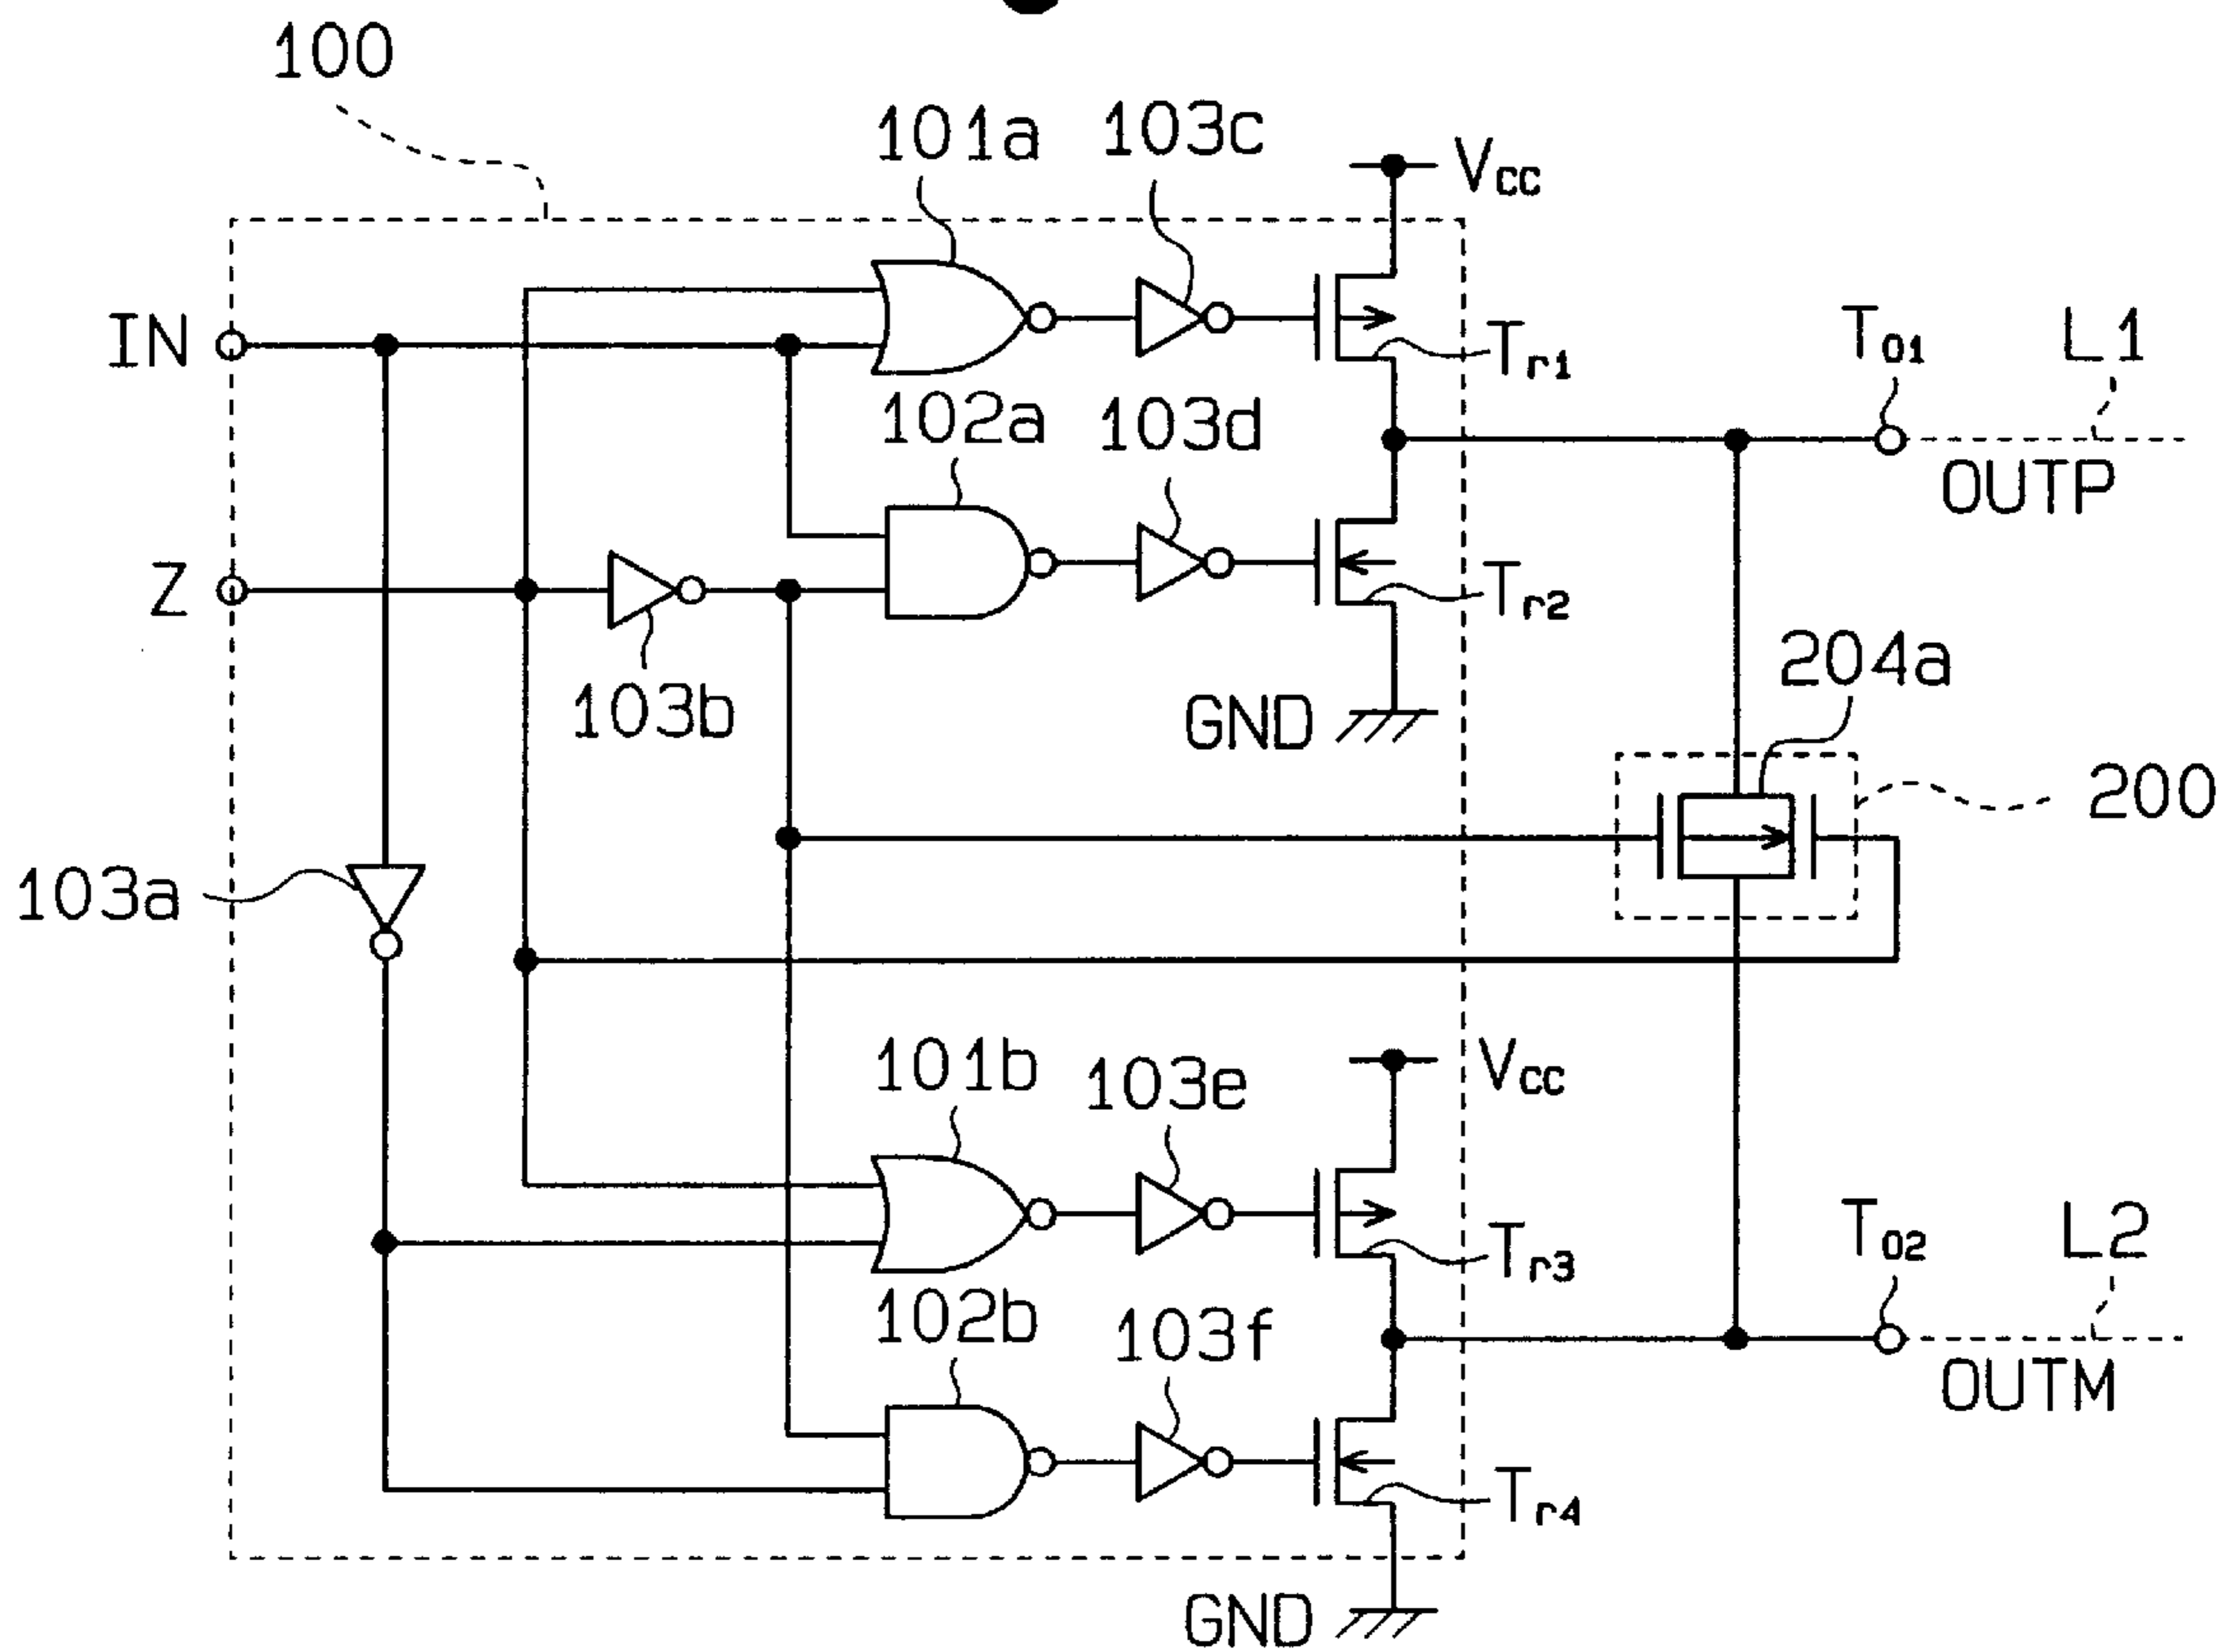 100
101a
103c
Vcc
IN
Tr1
To1
L1
102a
103d
OUTP
Z
Tr2
204a
103b
GND
200
103a
101b
103e
Vcc
Tr3
To2
L2
102b
103f
OUTM
Tr4
GND